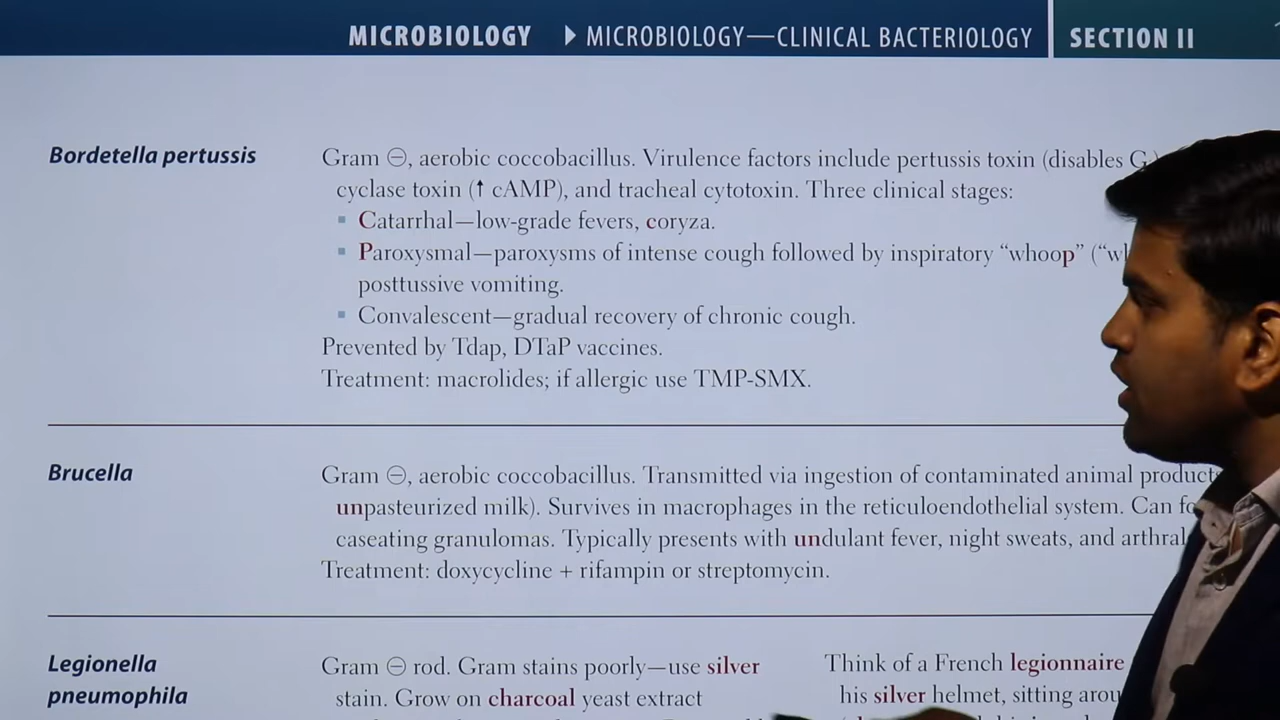 MICROBIOLOGY ▶ MICROBIOLOGY—CLINICAL BACTERIOLOGY SECTION II
Bordetella pertussis
Gram ⊖, aerobic coccobacillus. Virulence factors include pertussis toxin (disables
cyclase toxin (↑ cAMP), and tracheal cytotoxin. Three clinical stages:
▪ Catarrhal—low-grade fevers, coryza.
▪ Paroxysmal—paroxysms of intense cough followed by inspiratory “whoop” (
posttussive vomiting.
▪ Convalescent—gradual recovery of chronic cough.
Prevented by Tdap, DTaP vaccines.
Treatment: macrolides; if allergic use TMP-SMX.
Brucella
Gram ⊖, aerobic coccobacillus. Transmitted via ingestion of contaminated animal
unpasteurized milk). Survives in macrophages in the reticuloendothelial system. Can
caseating granulomas. Typically presents with undulant fever, night sweats, and
Treatment: doxycycline + rifampin or streptomycin.
Legionella
pneumophila
Gram ⊖ rod. Gram stains poorly—use silver
stain. Grow on charcoal yeast extract
Think of a French legionnaire
his silver helmet, sitting